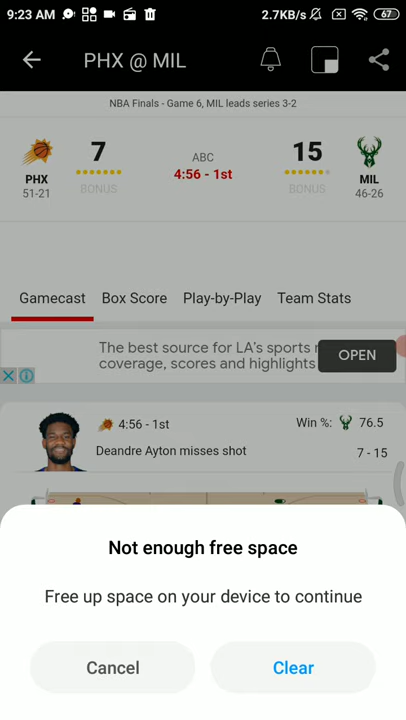 9:23 AM
2.7KB/s
67
PHX @ MIL
NBA Finals - Game 6, MIL leads series 3-2
7
ABC
15
PHX
51-21
BONUS
4:56 - 1st
BONUS
MIL
46-26
Gamecast
Box Score
Play-by-Play
Team Stats
The best source for LA's sports
coverage, scores and highlights
OPEN
4:56 - 1st
Win %:
76.5
Deandre Ayton misses shot
7 - 15
Not enough free space
Free up space on your device to continue
Cancel
Clear